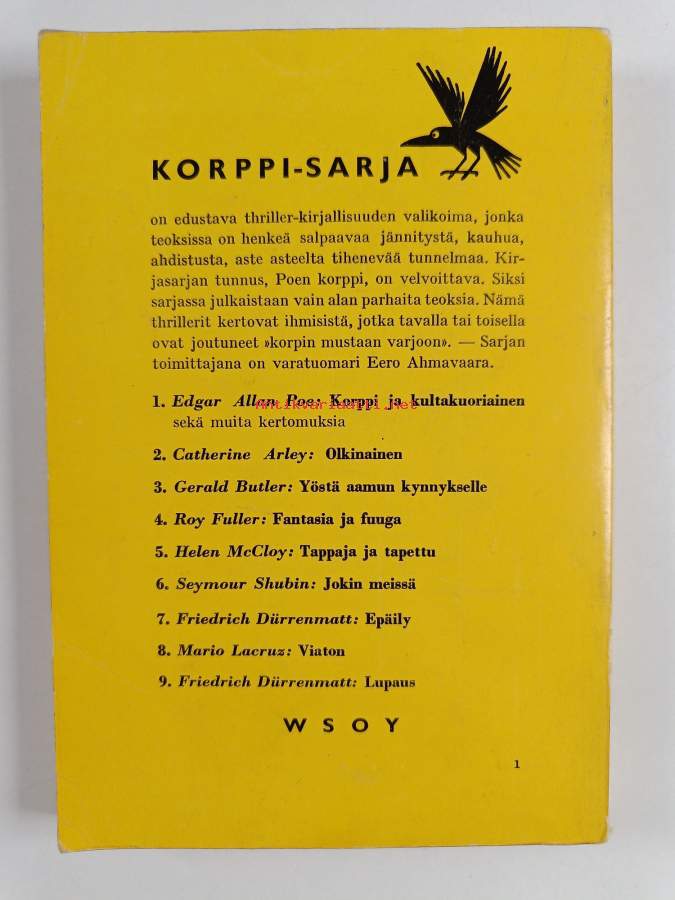 KORPPI-SARJA
on edustava thriller-kirjallisuuden valikoima, jonka
teoksissa on henkeä salpaavaa jännitystä, kauhua,
ahdistusta, aste asteelta tihenevää tunnelmaa. Kir-
jasarjan tunnus, Poen korppi, on velvoittava. Siksi
sarjassa julkaistaan vain alan parhaita teoksia. Nämä
thrillerit kertovat ihmisistä, jotka tavalla tai toisella
ovat joutuneet »korpin mustaan varjoon». — Sarjan
toimittajana on varatuomari Eero Ahmavaara.
1. Edgar Allan Poe: Korppi ja kultakuoriainen
Antikvariaatti.net
sekä muita kertomuksia
2. Catherine Arley: Olkinainen
3. Gerald Butler: Yöstä aamun kynnykselle
4. Roy Fuller: Fantasia ja fuuga
5. Helen McCloy: Tappaja ja tapettu
6. Seymour Shubin: Jokin meissä
7. Friedrich Dürrenmatt: Epäily
8. Mario Lacruz: Viaton
9. Friedrich Dürrenmatt: Lupaus
WSOY
1